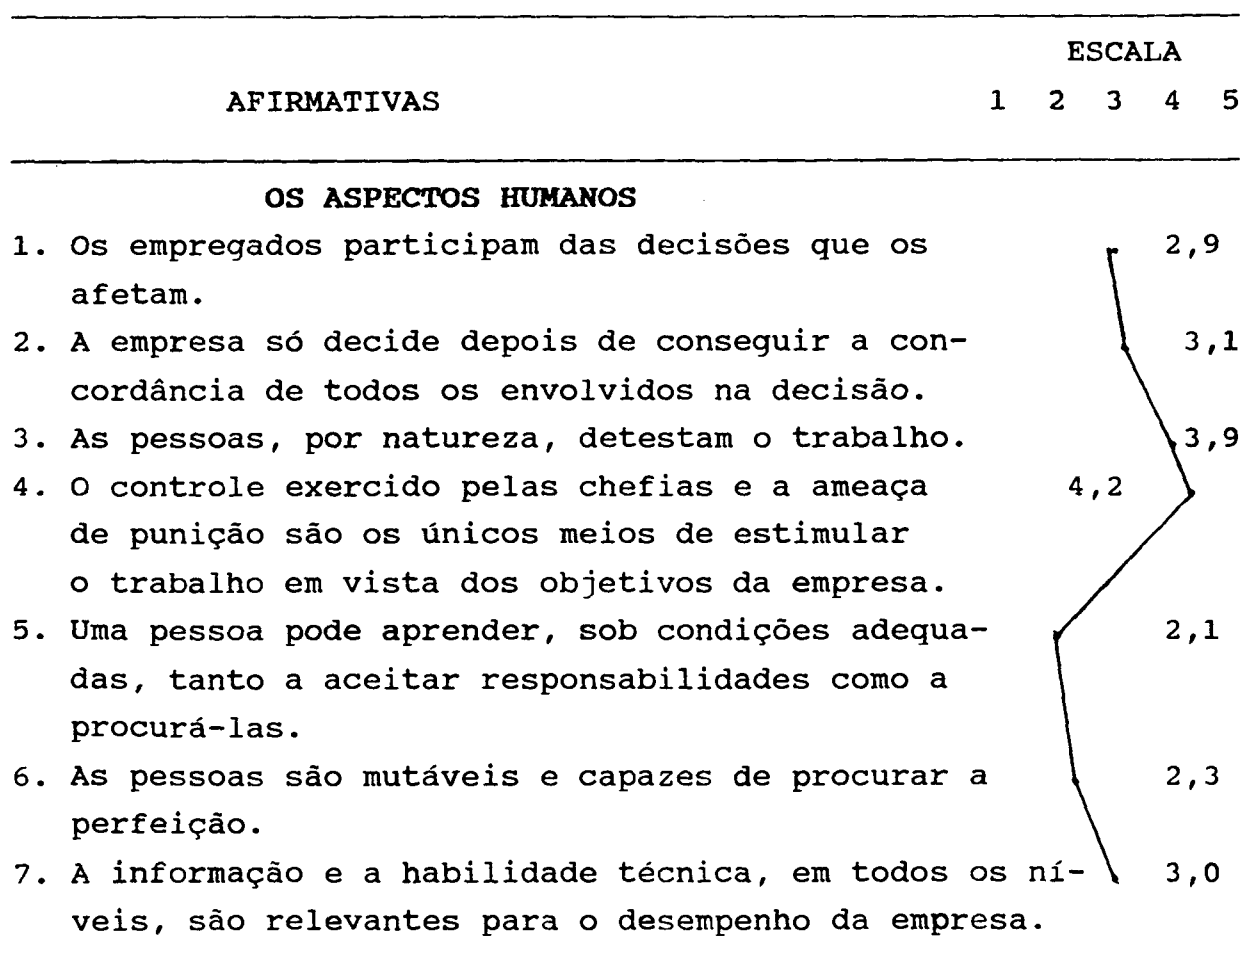 ESCALA
AFIRMATIVAS 1 2 3 4 5
OS ASPECTOS HUMANOS
1. Os empregados participam das decisões que os 2,9
afetam.
2. A empresa só decide depois de conseguir a con- 3,1
cordância de todos os envolvidos na decisão.
3. As pessoas, por natureza, detestam o trabalho. 3,9
4. O controle exercido pelas chefias e a ameaça 4,2
de punição são os únicos meios de estimular
o trabalho em vista dos objetivos da empresa.
5. Uma pessoa pode aprender, sob condições adequa- 2,1
das, tanto a aceitar responsabilidades como a
procurá-las.
6. As pessoas são mutáveis e capazes de procurar a 2,3
perfeição.
7. A informação e a habilidade técnica, em todos os ní- 3,0
veis, são relevantes para o desempenho da empresa.